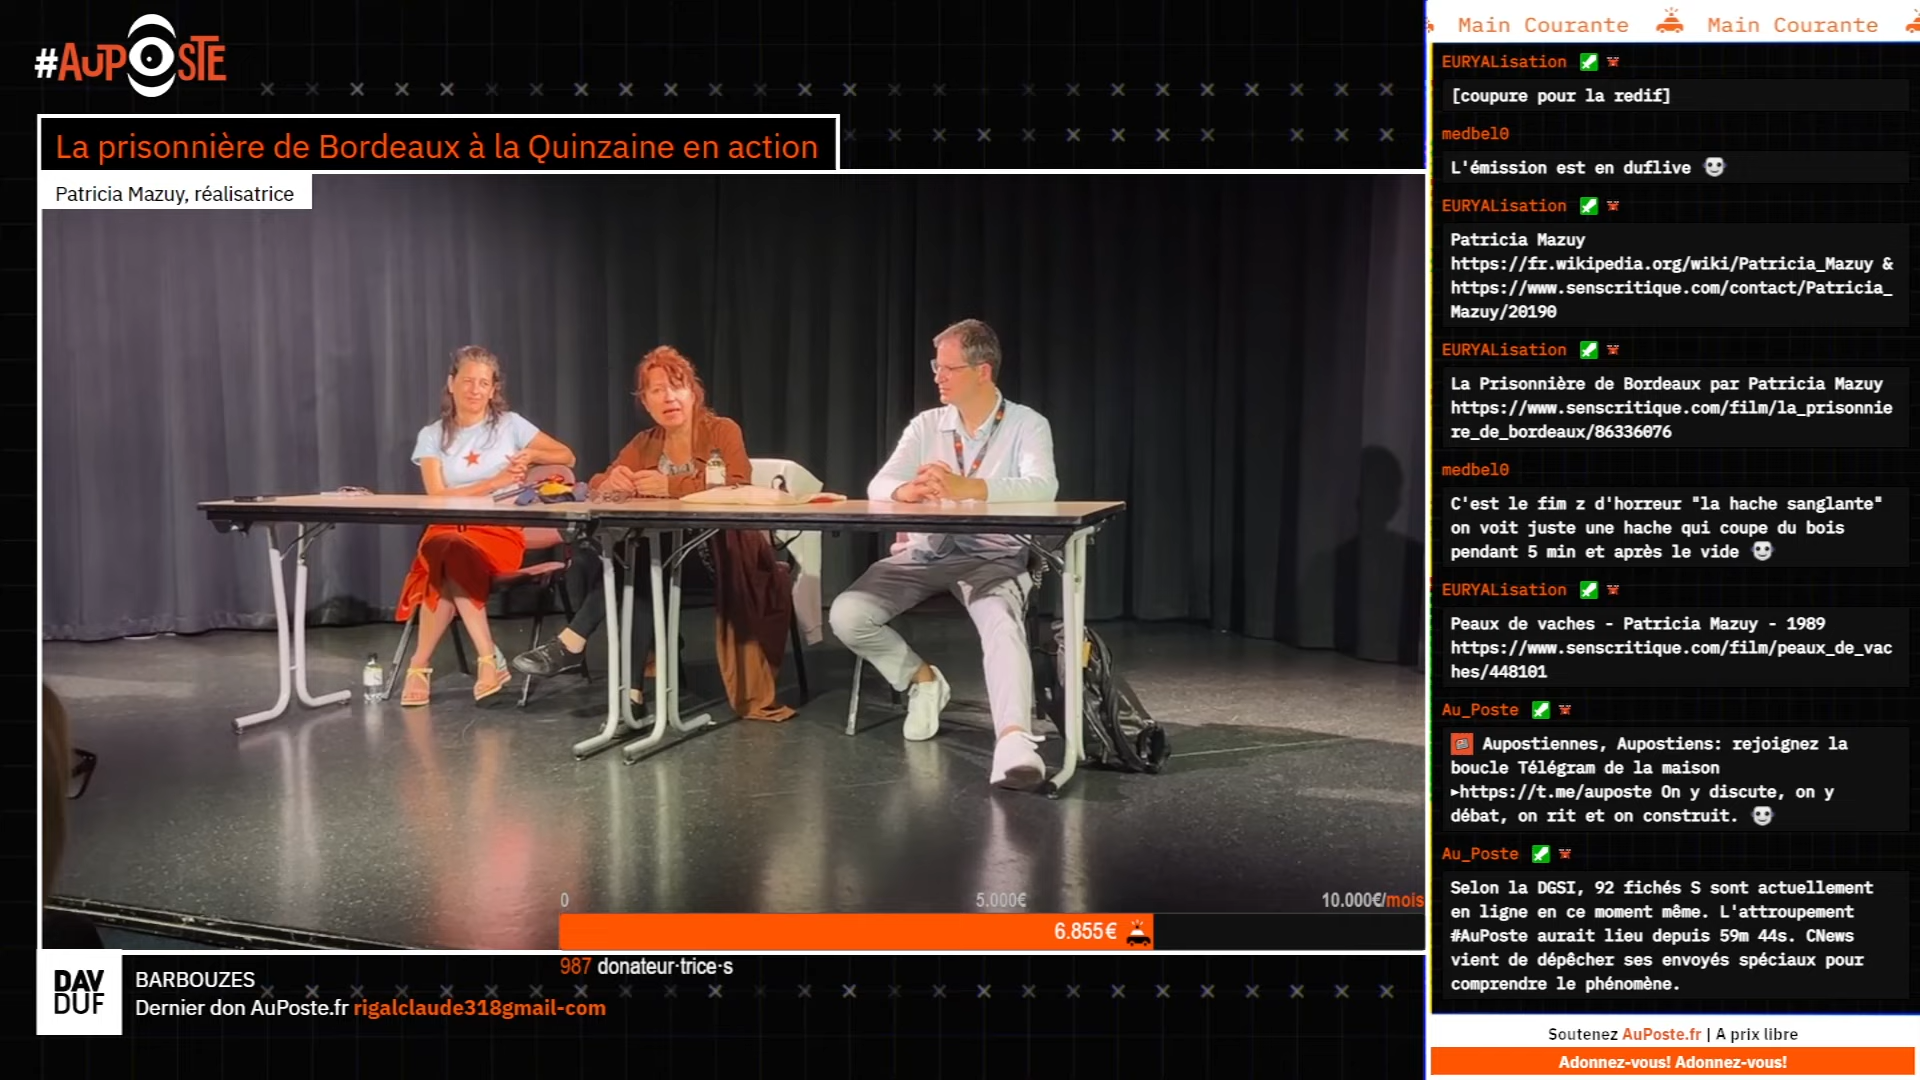 #AUPOSTE
La prisonnière de Bordeaux à la Quinzaine en action
Patricia Mazuy, réalisatrice
0
5.000€
10.000€/mois
6.855€
987 donateur·trice·s
DAV
DUF
BARBOUZES
Dernier don AuPoste.fr rigalclaude318gmail-com
Main Courante
Main Courante
EURYALisation
[coupure pour la redif]
medbel0
L'émission est en duflive
EURYALisation
Patricia Mazuy
https://fr.wikipedia.org/wiki/Patricia_Mazuy &
https://www.senscritique.com/contact/Patricia_
Mazuy/20190
EURYALisation
La Prisonnière de Bordeaux par Patricia Mazuy
https://www.senscritique.com/film/la_prisonnie
re_de_bordeaux/86336076
medbel0
C'est le fim z d'horreur "la hache sanglante"
on voit juste une hache qui coupe du bois
pendant 5 min et après le vide
EURYALisation
Peaux de vaches - Patricia Mazuy - 1989
https://www.senscritique.com/film/peaux_de_vac
hes/448101
Au_Poste
Aupostiennes, Aupostiens: rejoignez la
boucle Télégram de la maison
►https://t.me/auposte On y discute, on y
débat, on rit et on construit.
Au_Poste
Selon la DGSI, 92 fichés S sont actuellement
en ligne en ce moment même. L'attroupement
#AuPoste aurait lieu depuis 59m 44s. CNews
vient de dépêcher ses envoyés spéciaux pour
comprendre le phénomène.
Soutenez AuPoste.fr | A prix libre
Adonnez-vous! Adonnez-vous!